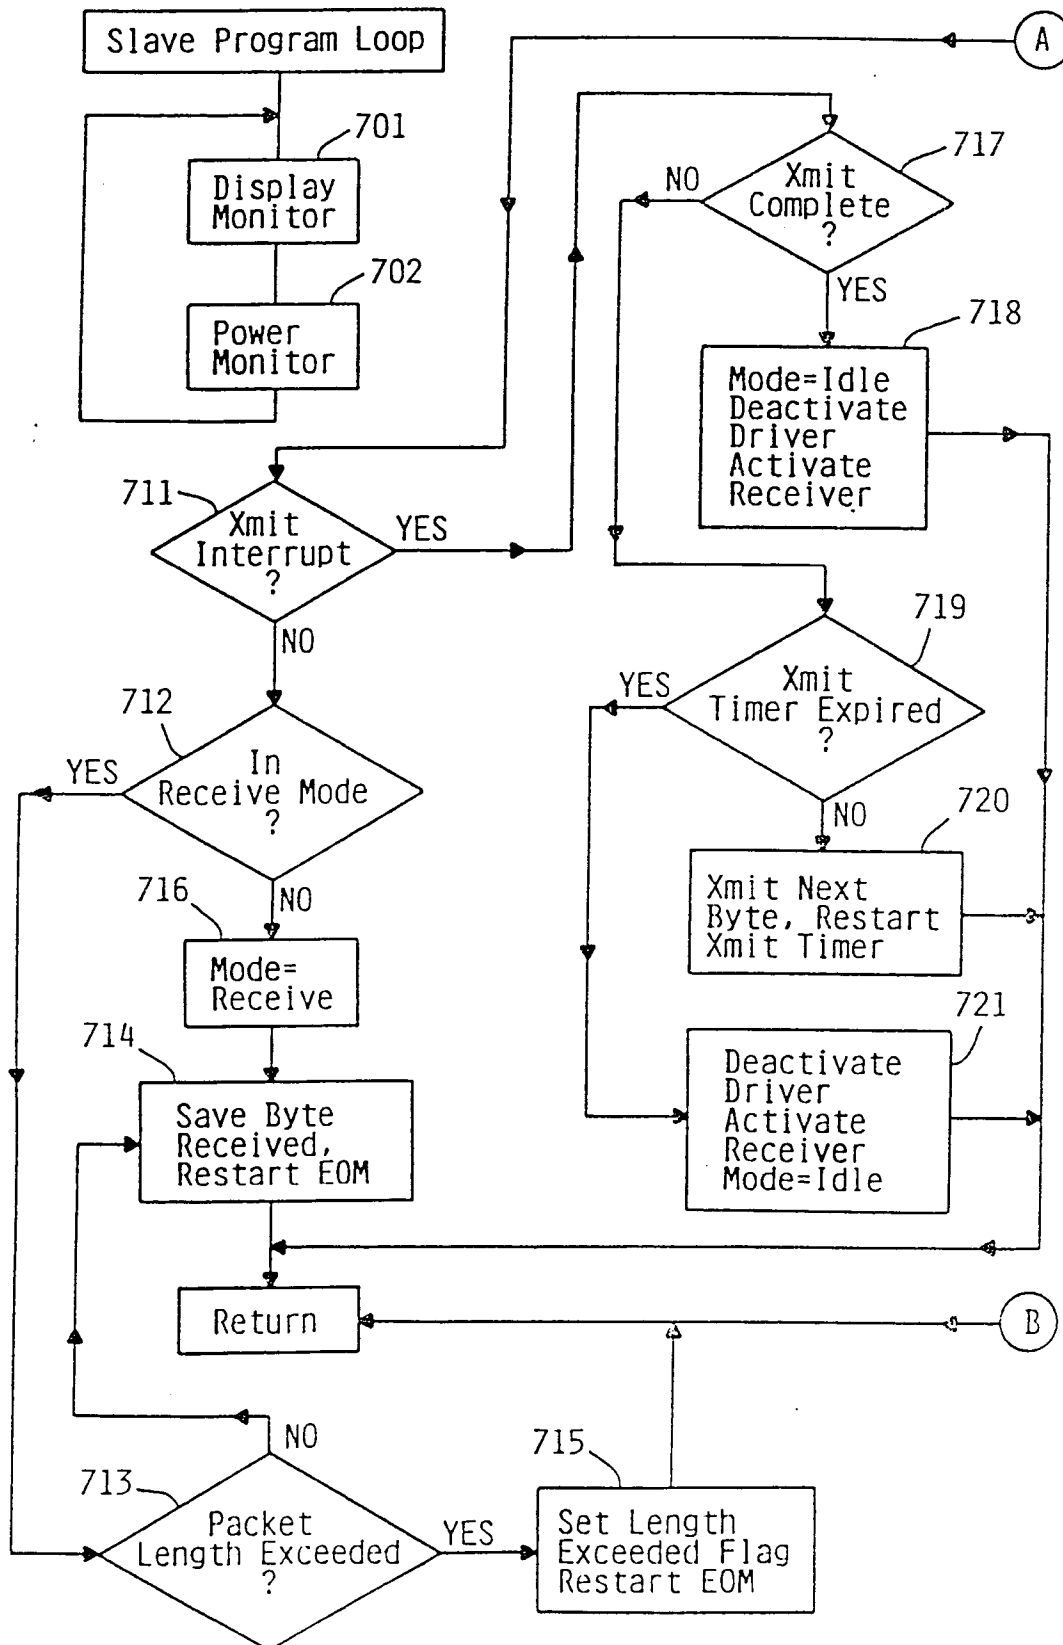 Slave Program Loop
A
701
Display
Monitor
702
Power
Monitor
717
Xmit
Complete
?
NO
YES
718
Mode=Idle
Deactivate
Driver
Activate
Receiver
711
Xmit
Interrupt
?
YES
NO
719
Xmit
Timer Expired
?
YES
NO
712
In
Receive Mode
?
YES
NO
720
Xmit Next
Byte, Restart
Xmit Timer
716
Mode=
Receive
721
Deactivate
Driver
Activate
Receiver
Mode=Idle
714
Save Byte
Received,
Restart EOM
Return
B
713
Packet
Length Exceeded
?
NO
YES
715
Set Length
Exceeded Flag
Restart EOM